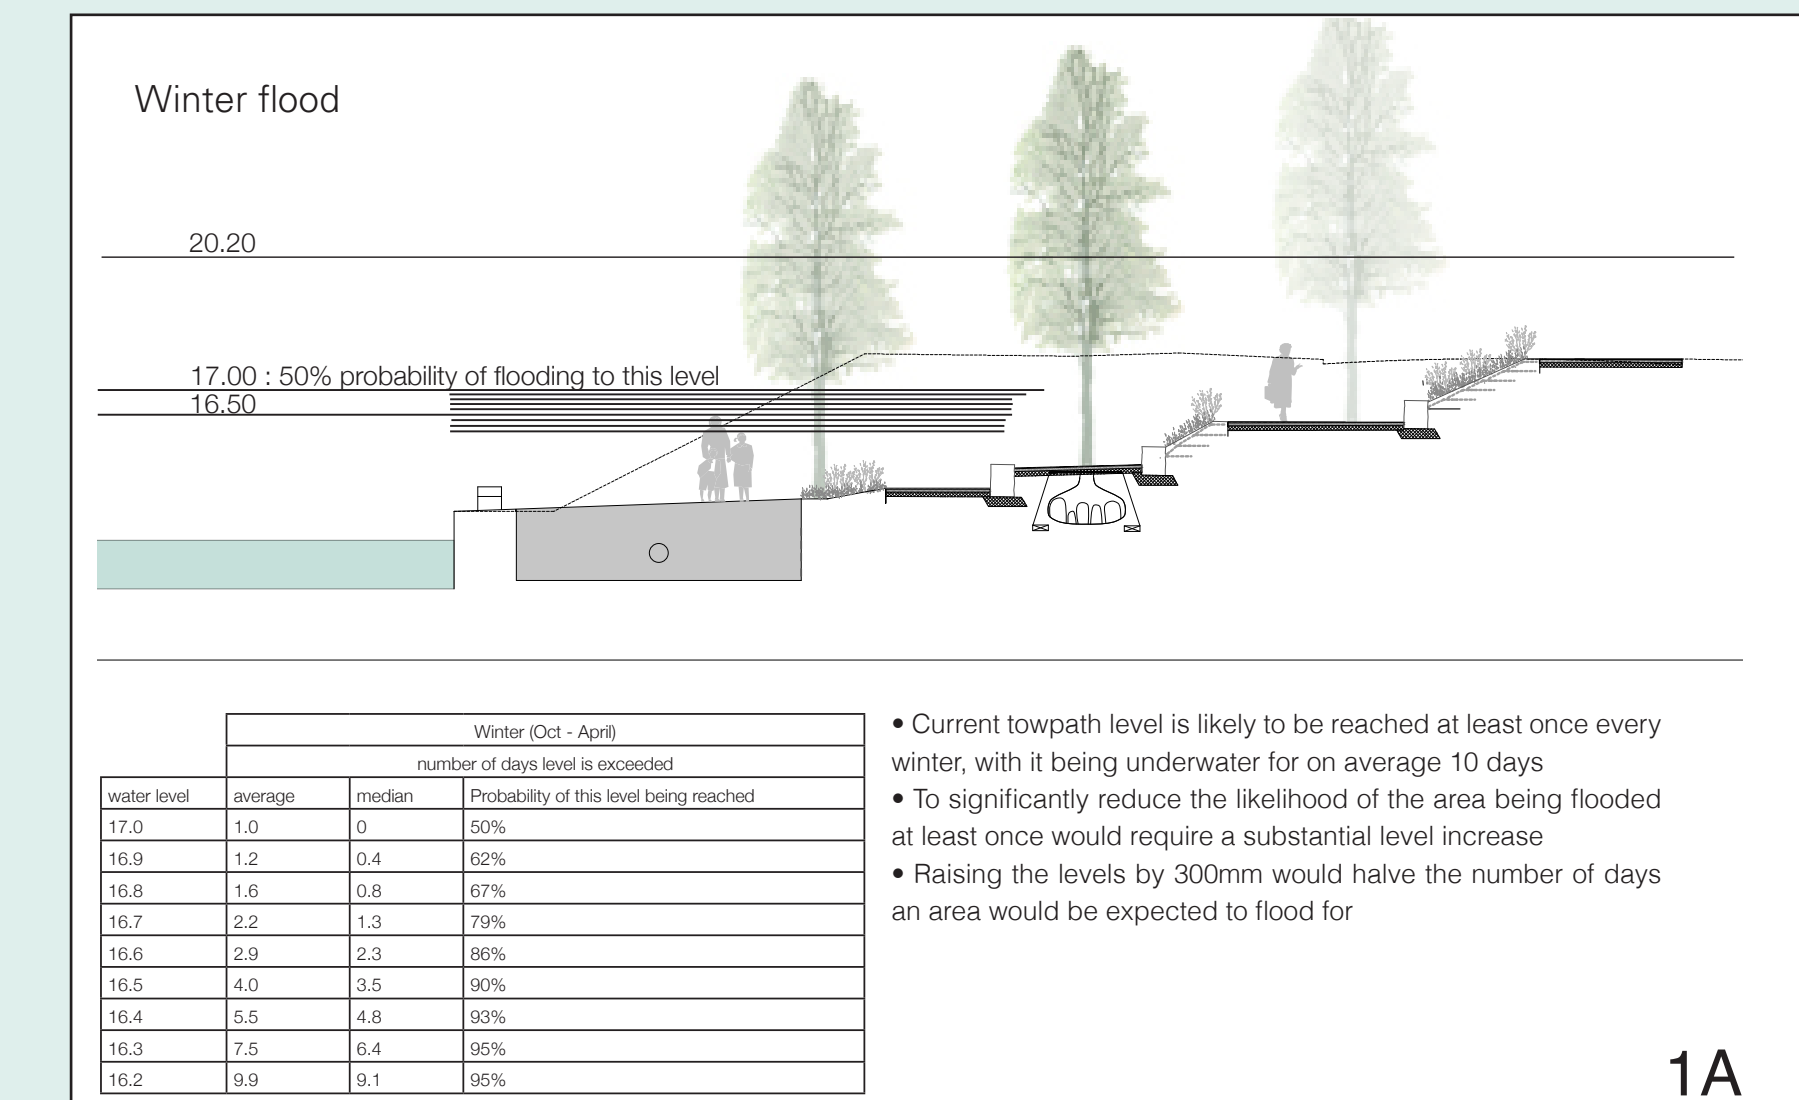 Winter flood
20.20
17.00 : 50% probability of flooding to this level
16.50
Winter (Oct - April)
number of days level is exceeded
water level average median Probability of this level being reached
17.0 1.0 0 50%
16.9 1.2 0.4 62%
16.8 1.6 0.8 67%
16.7 2.2 1.3 79%
16.6 2.9 2.3 86%
16.5 4.0 3.5 90%
16.4 5.5 4.8 93%
16.3 7.5 6.4 95%
16.2 9.9 9.1 95%
• Current towpath level is likely to be reached at least once every
winter, with it being underwater for on average 10 days
• To significantly reduce the likelihood of the area being flooded
at least once would require a substantial level increase
• Raising the levels by 300mm would halve the number of days
an area would be expected to flood for
1A